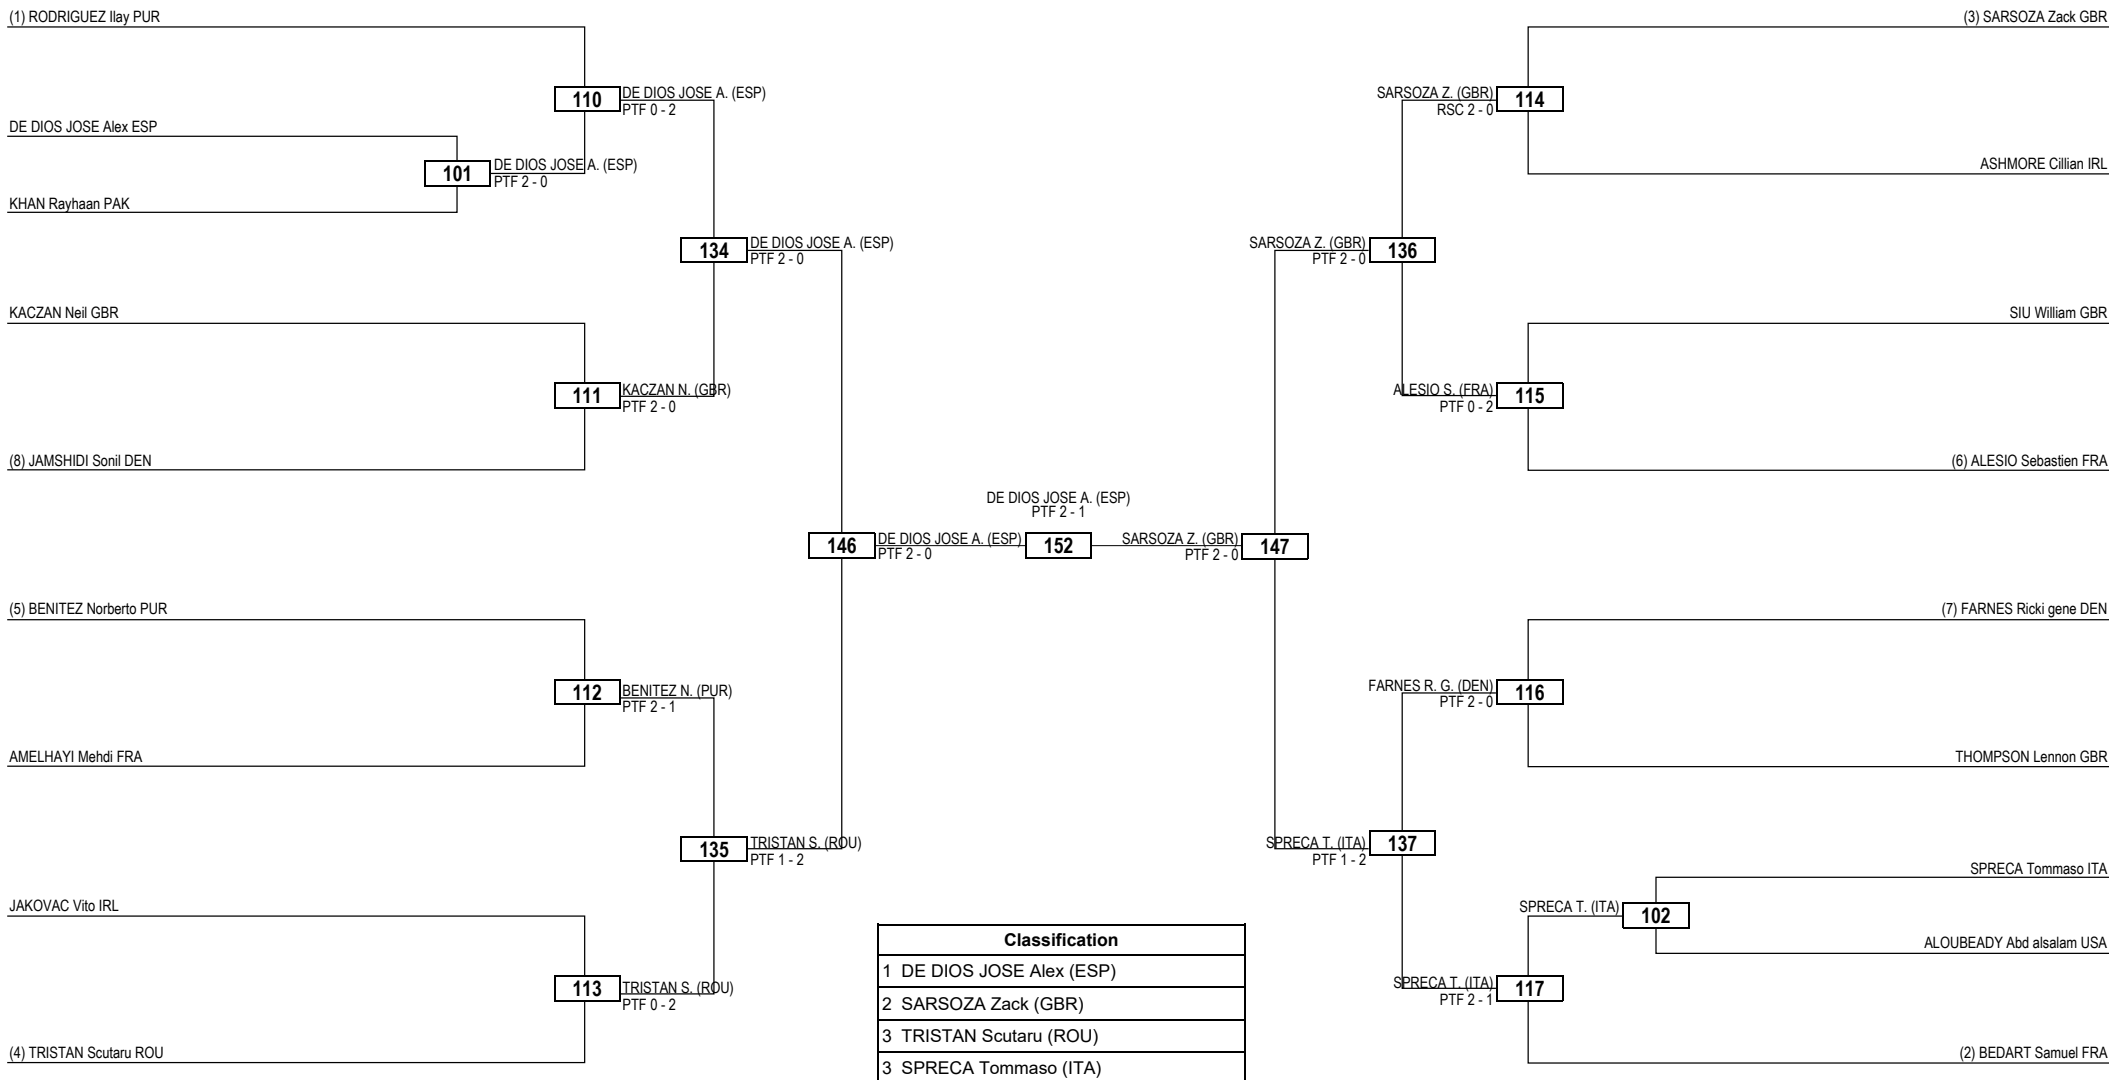 (1) RODRIGUEZ Ilay PUR
(3) SARSOZA Zack GBR
110
DE DIOS JOSE A. (ESP)
PTF 0 - 2
SARSOZA Z. (GBR)
RSC 2 - 0
114
DE DIOS JOSE Alex ESP
101
DE DIOS JOSE A. (ESP)
PTF 2 - 0
ASHMORE Cillian IRL
KHAN Rayhaan PAK
134
DE DIOS JOSE A. (ESP)
PTF 2 - 0
SARSOZA Z. (GBR)
PTF 2 - 0
136
KACZAN Neil GBR
SIU William GBR
111
KACZAN N. (GBR)
PTF 2 - 0
ALESIO S. (FRA)
PTF 0 - 2
115
(8) JAMSHIDI Sonil DEN
(6) ALESIO Sebastien FRA
DE DIOS JOSE A. (ESP)
PTF 2 - 1
146
DE DIOS JOSE A. (ESP)
PTF 2 - 0
152
SARSOZA Z. (GBR)
PTF 2 - 0
147
(5) BENITEZ Norberto PUR
(7) FARNES Ricki gene DEN
112
BENITEZ N. (PUR)
PTF 2 - 1
FARNES R. G. (DEN)
PTF 2 - 0
116
AMELHAYI Mehdi FRA
THOMPSON Lennon GBR
135
TRISTAN S. (ROU)
PTF 1 - 2
SPRECA T. (ITA)
PTF 1 - 2
137
SPRECA Tommaso ITA
JAKOVAC Vito IRL
SPRECA T. (ITA)
102
ALOUBEADY Abd alsalam USA
113
TRISTAN S. (ROU)
PTF 0 - 2
SPRECA T. (ITA)
PTF 2 - 1
117
(4) TRISTAN Scutaru ROU
(2) BEDART Samuel FRA
Classification
1 DE DIOS JOSE Alex (ESP)
2 SARSOZA Zack (GBR)
3 TRISTAN Scutaru (ROU)
3 SPRECA Tommaso (ITA)